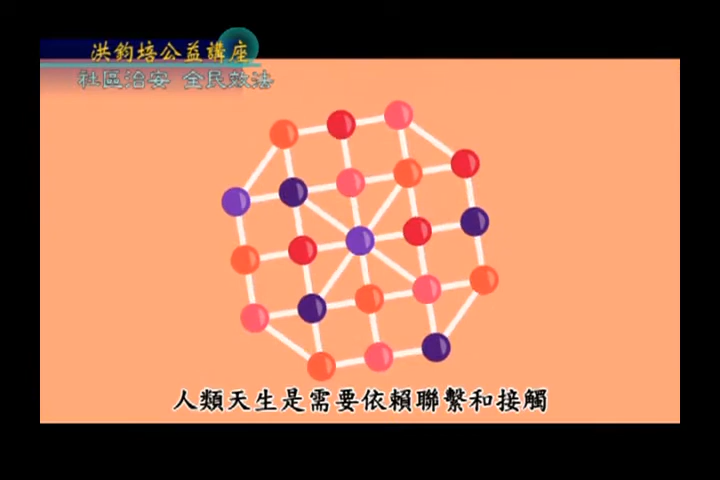 洪鈞培公益講座
社區治安 全民效法
人類天生是需要依賴聯繫和接觸